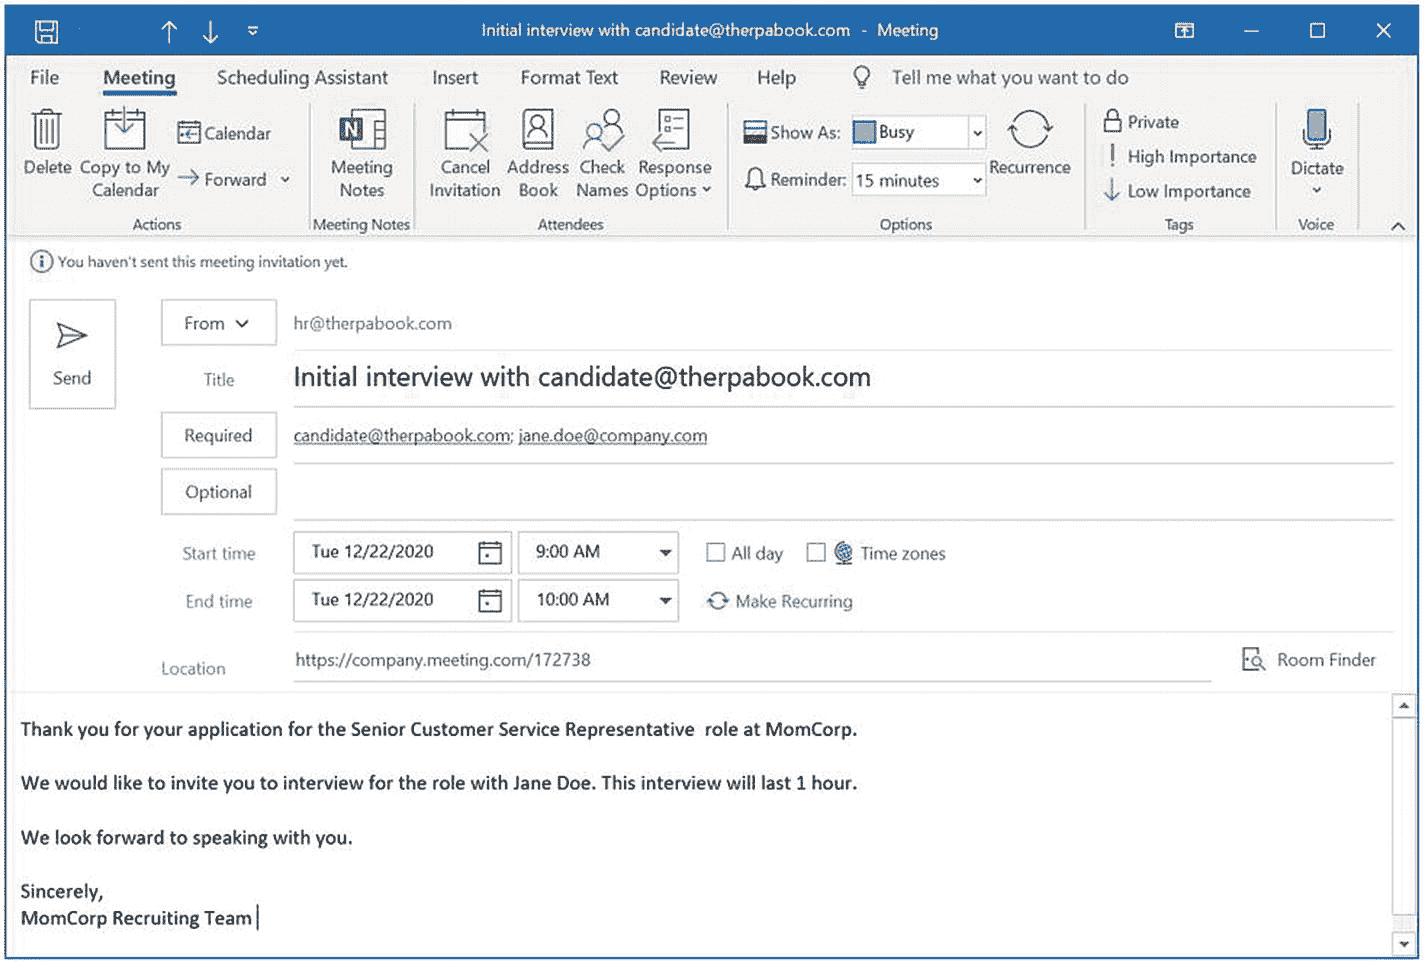 Initial interview with candidate@therpabook.com - Meeting
File Meeting Scheduling Assistant Insert Format Text Review Help Tell me what you want to do
Delete
Copy to My
Calendar
Calendar
Forward
Actions
N
Meeting
Notes
Meeting Notes
Cancel
Invitation
Address
Book
Check
Names
Response
Options
Attendees
Show As: Busy
Reminder: 15 minutes
Recurrence
Options
Private
High Importance
Low Importance
Tags
Dictate
Voice
You haven't sent this meeting invitation yet.
Send
From hr@therpabook.com
Title Initial interview with candidate@therpabook.com
Required candidate@therpabook.com; jane.doe@company.com
Optional
Start time Tue 12/22/2020 9:00 AM All day Time zones
End time Tue 12/22/2020 10:00 AM Make Recurring
Location https://company.meeting.com/172738 Room Finder
Thank you for your application for the Senior Customer Service Representative role at MomCorp.
We would like to invite you to interview for the role with Jane Doe. This interview will last 1 hour.
We look forward to speaking with you.
Sincerely,
MomCorp Recruiting Team